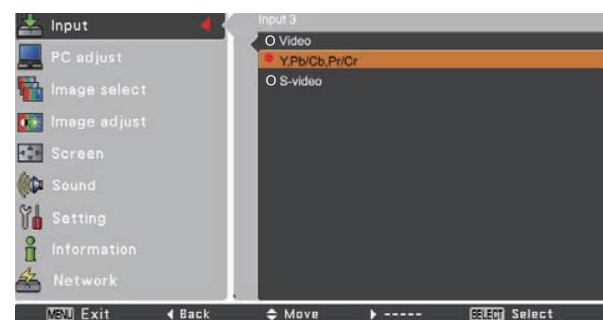 Input
PC adjust
Image select
Image adjust
Screen
Sound
Setting
Information
Network
Input 3
Video
Y,Pb/Cb,Pr/Cr
S-video
MENU Exit
Back
Move
-----
SELECT Select